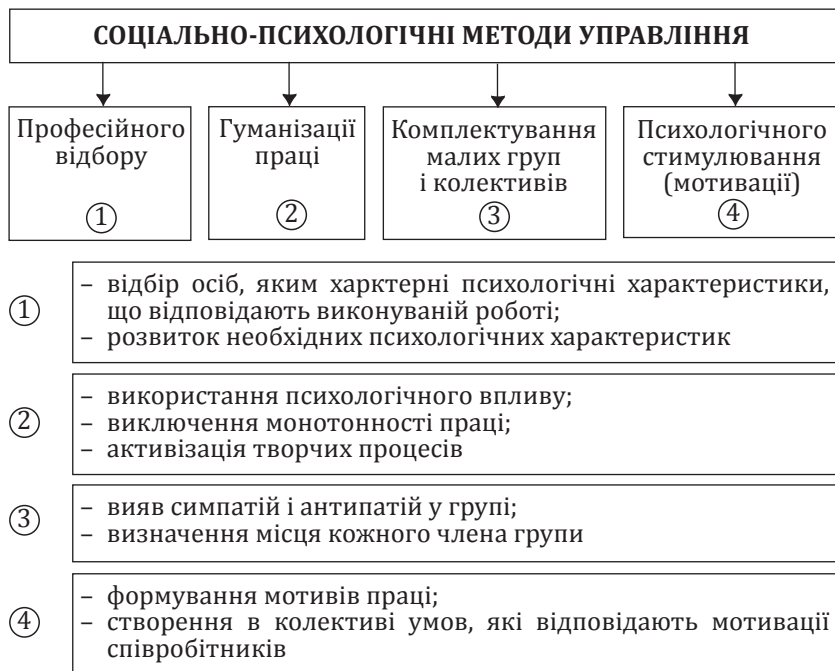 СОЦІАЛЬНО-ПСИХОЛОГІЧНІ МЕТОДИ УПРАВЛІННЯ
Професійного
відбору
1
Гуманізації
праці
2
Комплектування
малих груп
і колективів
3
Психологічного
стимулювання
(мотивації)
4
1
– відбір осіб, яким харктерні психологічні характеристики,
що відповідають виконуваній роботі;
– розвиток необхідних психологічних характеристик
2
– використання психологічного впливу;
– виключення монотонності праці;
– активізація творчих процесів
3
– вияв симпатій і антипатій у групі;
– визначення місця кожного члена групи
4
– формування мотивів праці;
– створення в колективі умов, які відповідають мотивації
співробітників